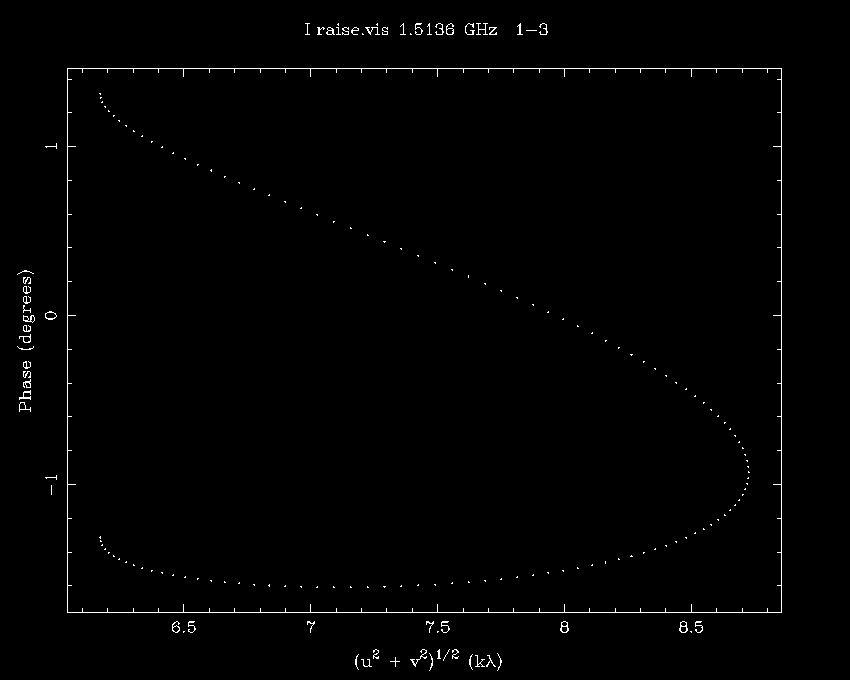 I raise.vis 1.5136 GHz 1−3
1
0
−1
Phase (degrees)
6.5 7 7.5 8 8.5
(u² + v²)¹/² (kλ)